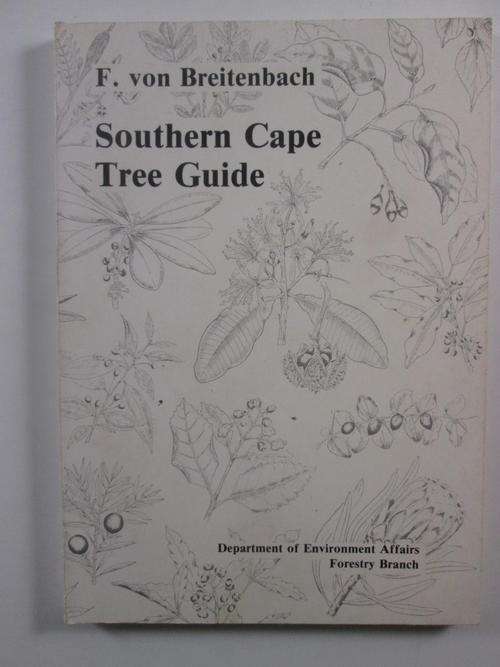 F. von Breitenbach
Southern Cape
Tree Guide
Department of Environment Affairs
Forestry Branch